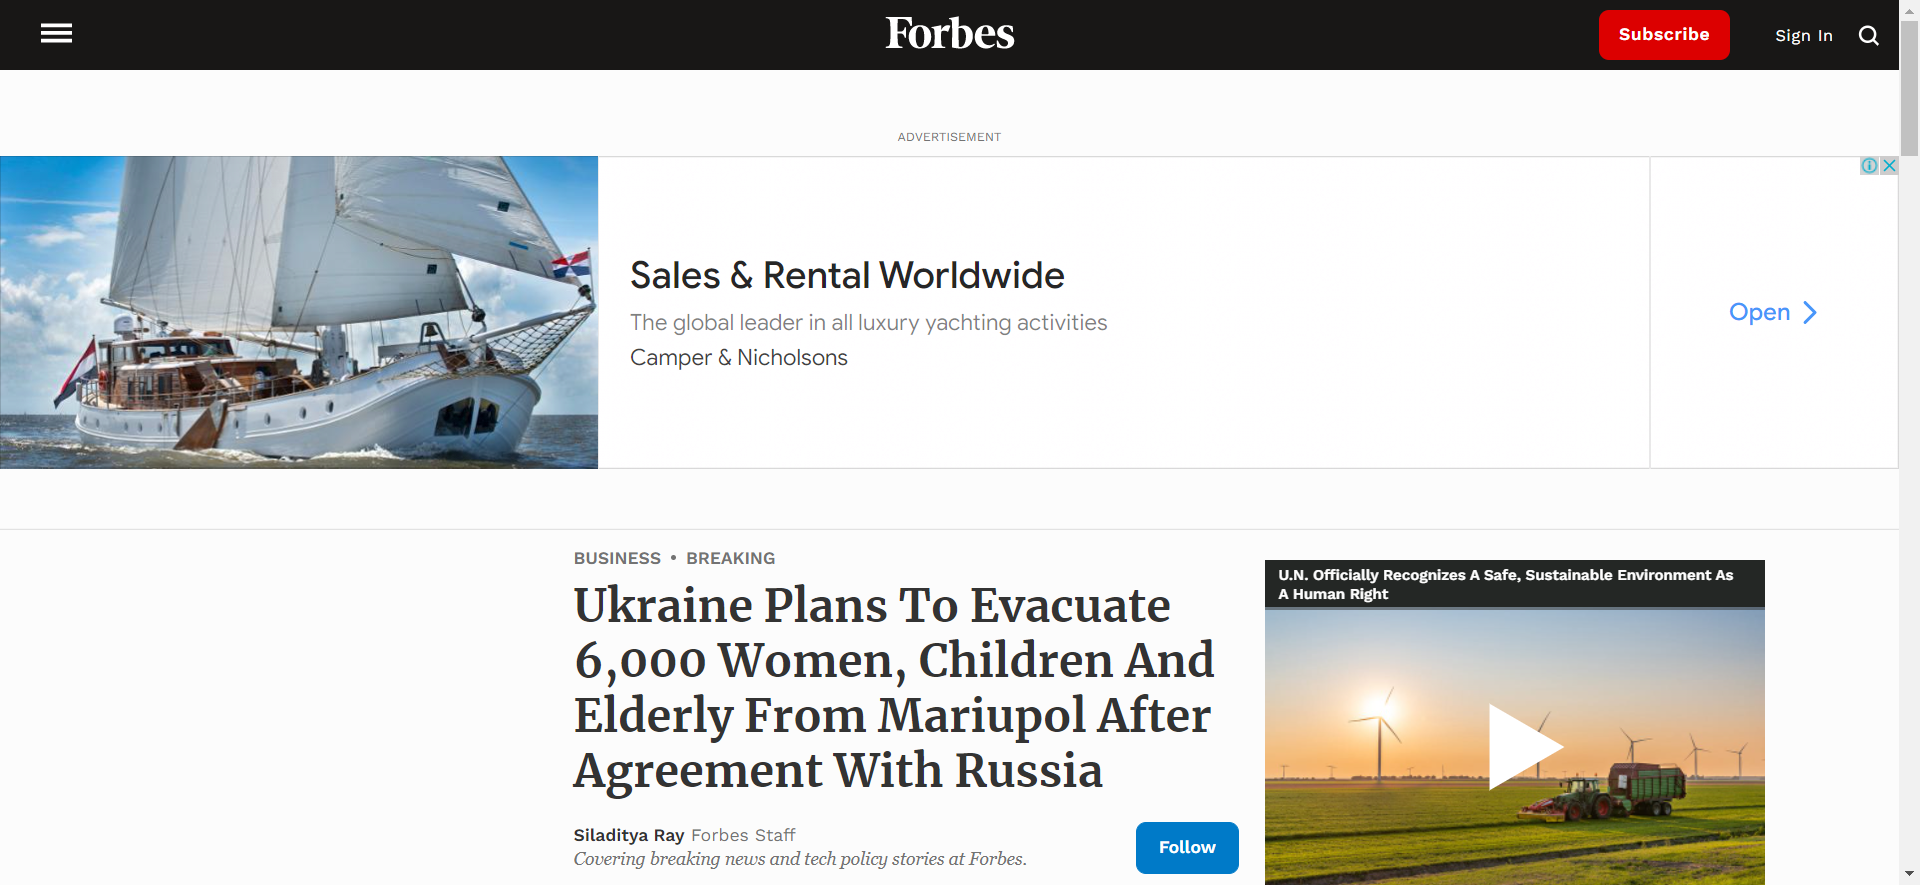 Forbes
Subscribe
Sign In
ADVERTISEMENT
Sales & Rental Worldwide
The global leader in all luxury yachting activities
Camper & Nicholsons
Open
BUSINESS • BREAKING
Ukraine Plans To Evacuate
6,000 Women, Children And
Elderly From Mariupol After
Agreement With Russia
Siladitya Ray Forbes Staff
Covering breaking news and tech policy stories at Forbes.
Follow
U.N. Officially Recognizes A Safe, Sustainable Environment As
A Human Right